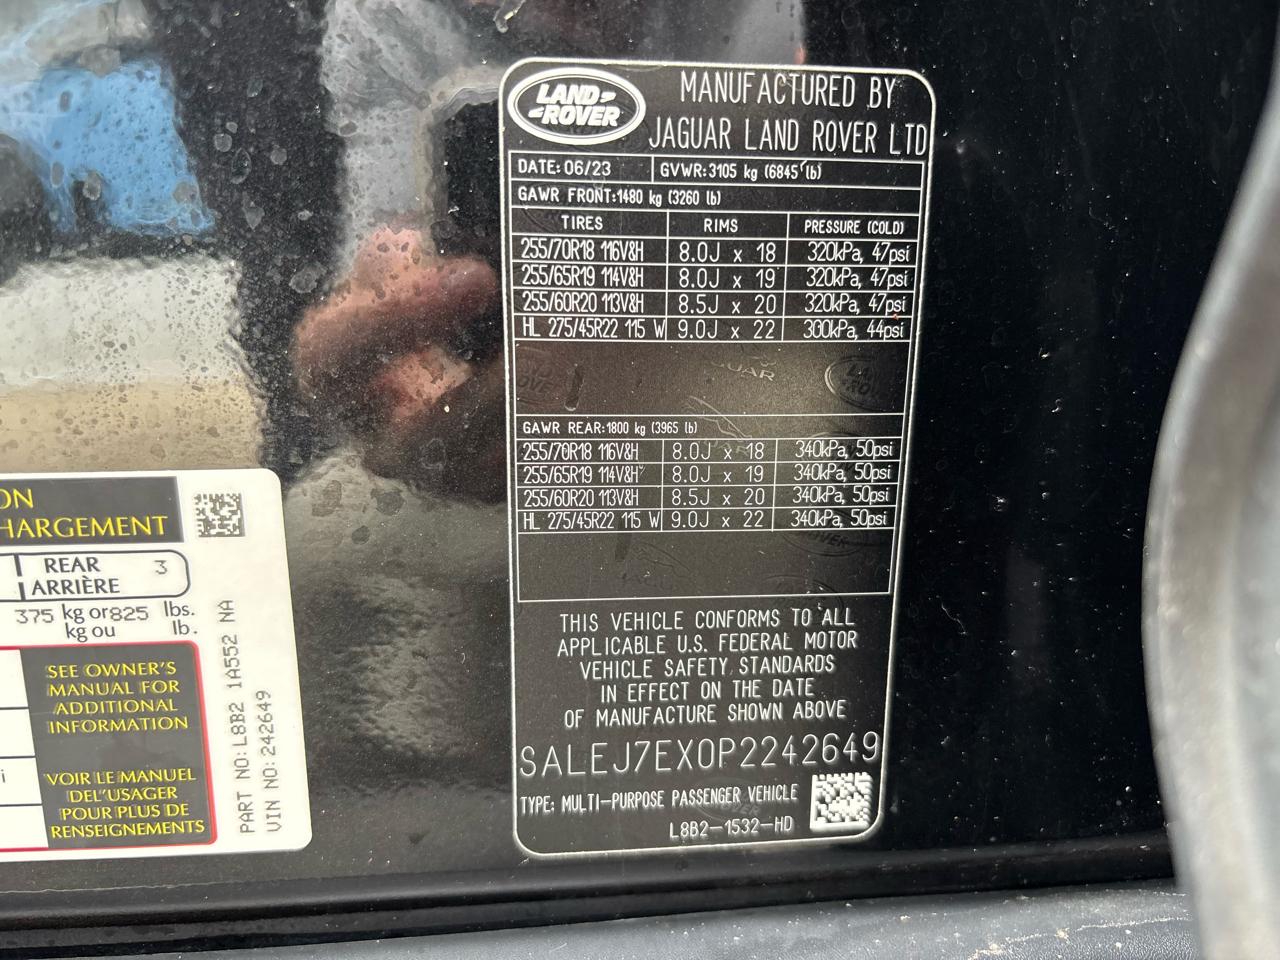 LAND ROVER
MANUFACTURED BY
JAGUAR LAND ROVER LTD
DATE: 06/23 GVWR:3105 kg (6845 lb)
GAWR FRONT:1480 kg (3260 lb)
TIRES RIMS PRESSURE (COLD)
255/70R18 116V&H 8.0J x 18 320kPa, 47psi
255/65R19 114V&H 8.0J x 19 320kPa, 47psi
255/60R20 113V&H 8.5J x 20 320kPa, 47psi
HL 275/45R22 115 W 9.0J x 22 300kPa, 44psi
GAWR REAR:1800 kg (3965 lb)
255/70R18 116V&H 8.0J x 18 340kPa, 50psi
255/65R19 114V&H 8.0J x 19 340kPa, 50psi
255/60R20 113V&H 8.5J x 20 340kPa, 50psi
HL 275/45R22 115 W 9.0J x 22 340kPa, 50psi
THIS VEHICLE CONFORMS TO ALL
APPLICABLE U.S. FEDERAL MOTOR
VEHICLE SAFETY STANDARDS
IN EFFECT ON THE DATE
OF MANUFACTURE SHOWN ABOVE
SALEJ7EX0P2242649
TYPE: MULTI-PURPOSE PASSENGER VEHICLE
L8B2-1532-HD
ON
HARGEMENT
REAR 3
ARRIÈRE
375 kg or 825 lbs.
kg ou lb.
SEE OWNER'S
MANUAL FOR
ADDITIONAL
INFORMATION
VOIR LE MANUEL
DEL'USAGER
POUR PLUS DE
RENSEIGNEMENTS
i
PART NO:L8B2 1A552 NA
VIN NO:242649